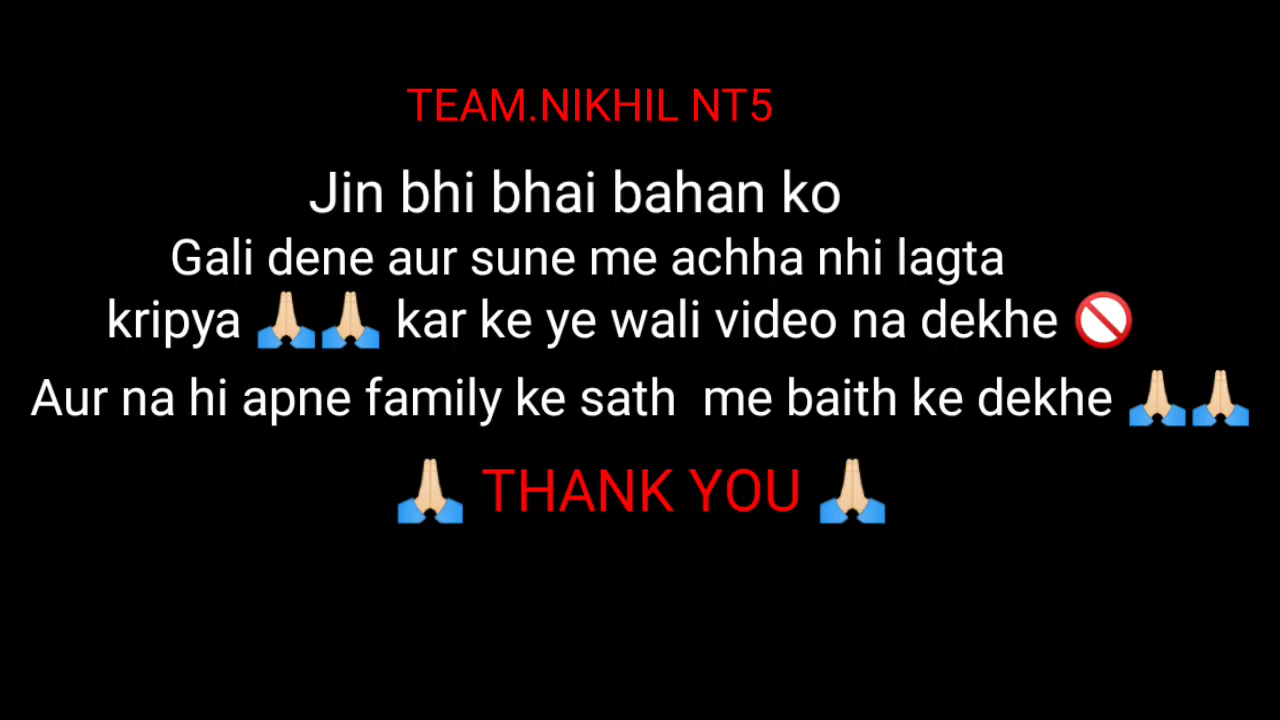 TEAM.NIKHIL NT5
Jin bhi bhai bahan ko
Gali dene aur sune me achha nhi lagta
kripya 🙏🏻🙏🏻 kar ke ye wali video na dekhe 🚫
Aur na hi apne family ke sath me baith ke dekhe 🙏🏻🙏🏻
🙏🏻 THANK YOU 🙏🏻